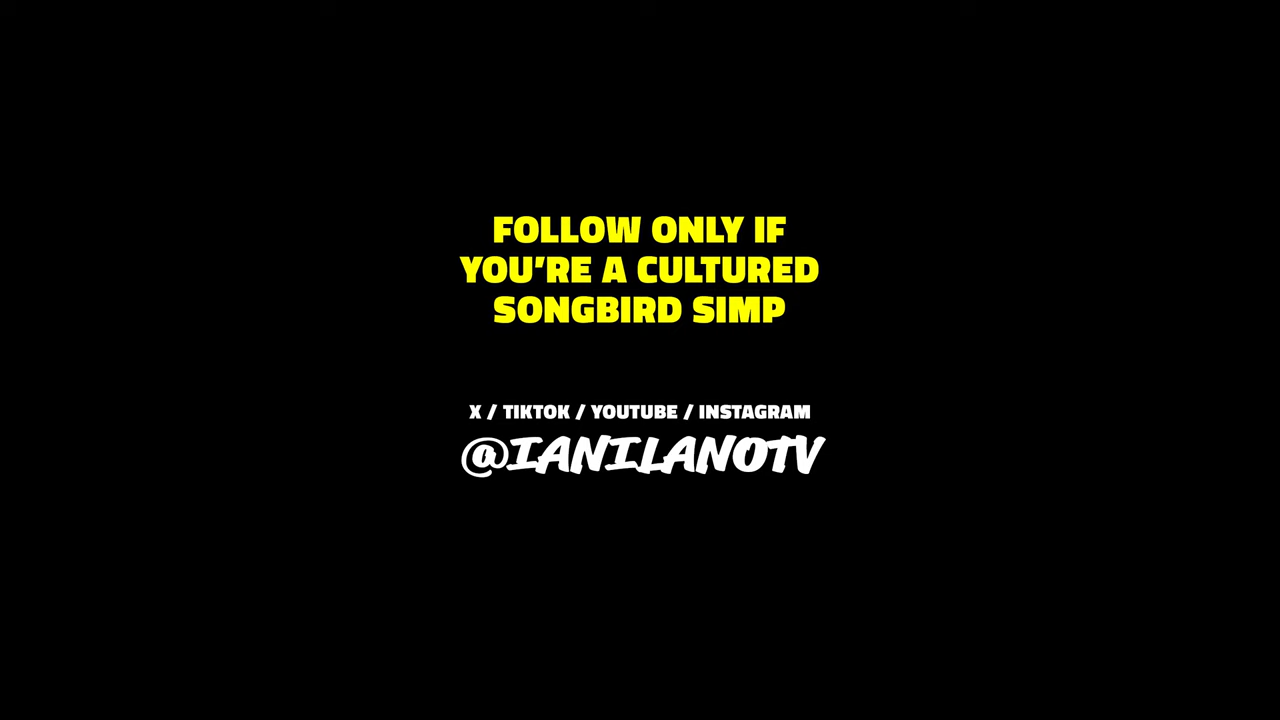 FOLLOW ONLY IF
YOU'RE A CULTURED
SONGBIRD SIMP
X / TIKTOK / YOUTUBE / INSTAGRAM
@IANILANOTV